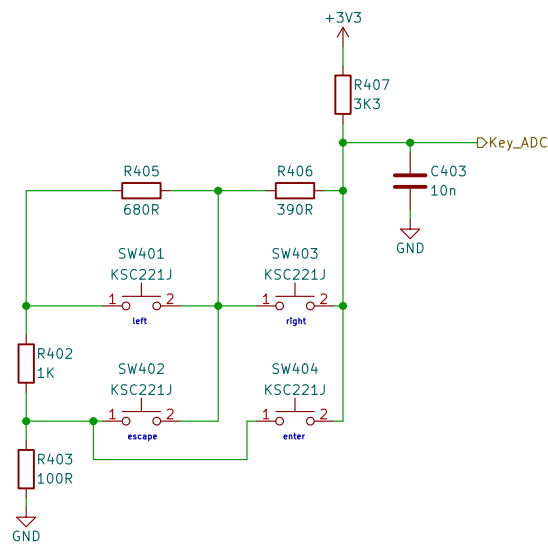 +3V3
R407
3K3
Key_ADC
R405
680R
R406
390R
C403
10n
GND
SW401
KSC221J
1 2
left
SW403
KSC221J
1 2
right
R402
1K
SW402
KSC221J
1 2
escape
SW404
KSC221J
1 2
enter
R403
100R
GND